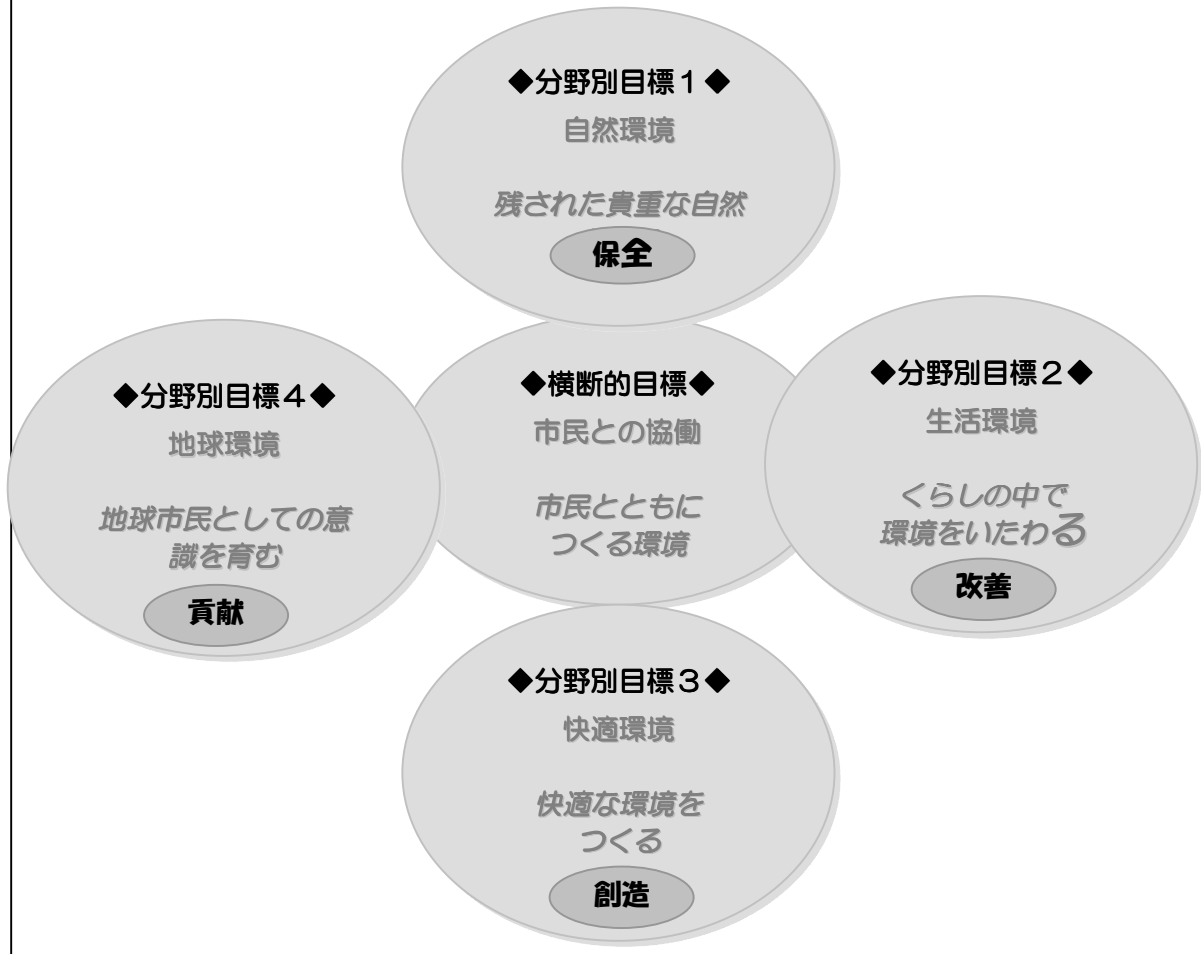 ◆分野別目標１◆
自然環境
残された貴重な自然
保全
◆分野別目標４◆
地球環境
地球市民としての意
識を育む
貢献
◆横断的目標◆
市民との協働
市民とともに
つくる環境
◆分野別目標２◆
生活環境
くらしの中で
環境をいたわる
改善
◆分野別目標３◆
快適環境
快適な環境を
つくる
創造